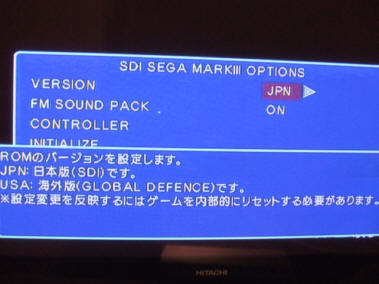 SDI SEGA MARKIII OPTIONS
VERSION JPN
FM SOUND PACK ON
CONTROLLER
INITIALIZE
ROMのバージョンを設定します。
JPN: 日本版(SDI)です。
USA: 海外版(GLOBAL DEFENCE)です。
※設定変更を反映するにはゲームを内部的にリセットする必要があります。
HITACHI